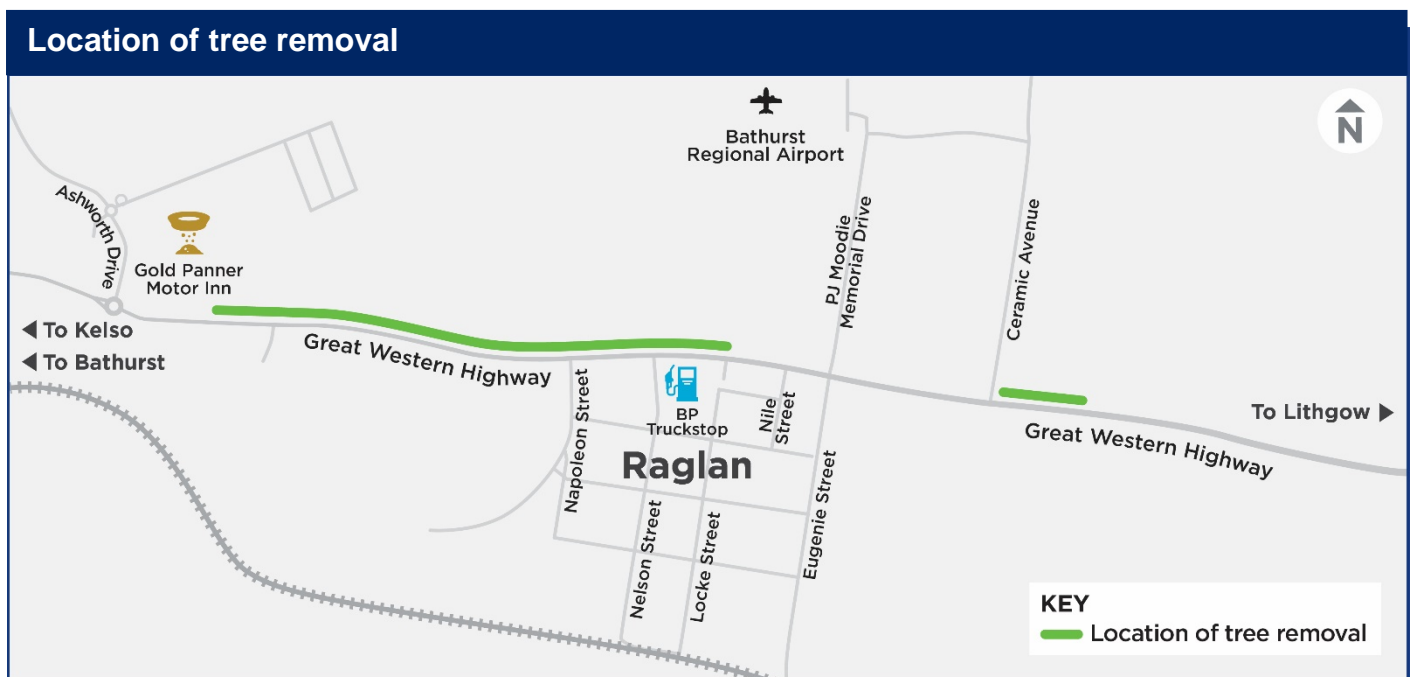 Location of tree removal
N
Bathurst
Regional Airport
Ashworth Drive
Gold Panner
Motor Inn
PJ Moodie
Memorial Drive
Ceramic Avenue
To Kelso
To Bathurst
Great Western Highway
BP
Truckstop
Nile
Street
To Lithgow
Great Western Highway
Raglan
Napoleon Street
Nelson Street
Locke Street
Eugenie Street
KEY
Location of tree removal